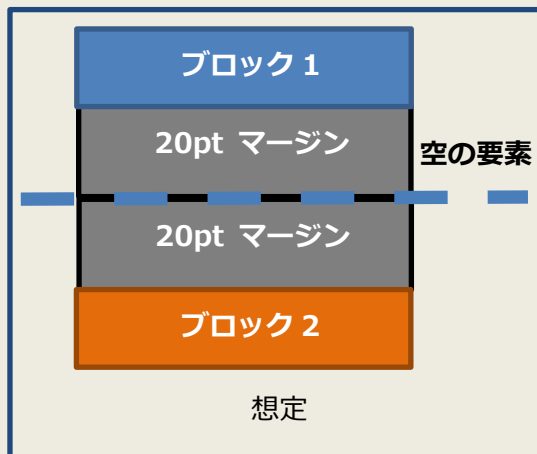 ブロック 1
20pt マージン
空の要素
20pt マージン
ブロック 2
想定